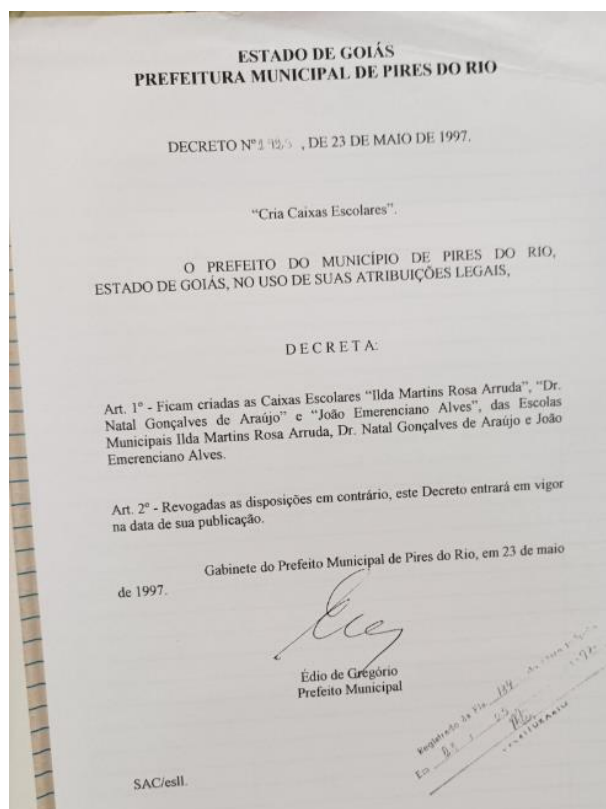 ESTADO DE GOIÁS
PREFEITURA MUNICIPAL DE PIRES DO RIO
DECRETO Nº , DE 23 DE MAIO DE 1997.
“Cria Caixas Escolares”.
O PREFEITO DO MUNICÍPIO DE PIRES DO RIO,
ESTADO DE GOIÁS, NO USO DE SUAS ATRIBUIÇÕES LEGAIS,
D E C R E T A:
Art. 1º - Ficam criadas as Caixas Escolares “Ilda Martins Rosa Arruda”, “Dr.
Natal Gonçalves de Araújo” e “João Emerenciano Alves”, das Escolas
Municipais Ilda Martins Rosa Arruda, Dr. Natal Gonçalves de Araújo e João
Emerenciano Alves.
Art. 2º - Revogadas as disposições em contrário, este Decreto entrará em vigor
na data de sua publicação.
Gabinete do Prefeito Municipal de Pires do Rio, em 23 de maio
de 1997.
Édio de Gregório
Prefeito Municipal
Registrado às Fls.
Em
SAC/esll.